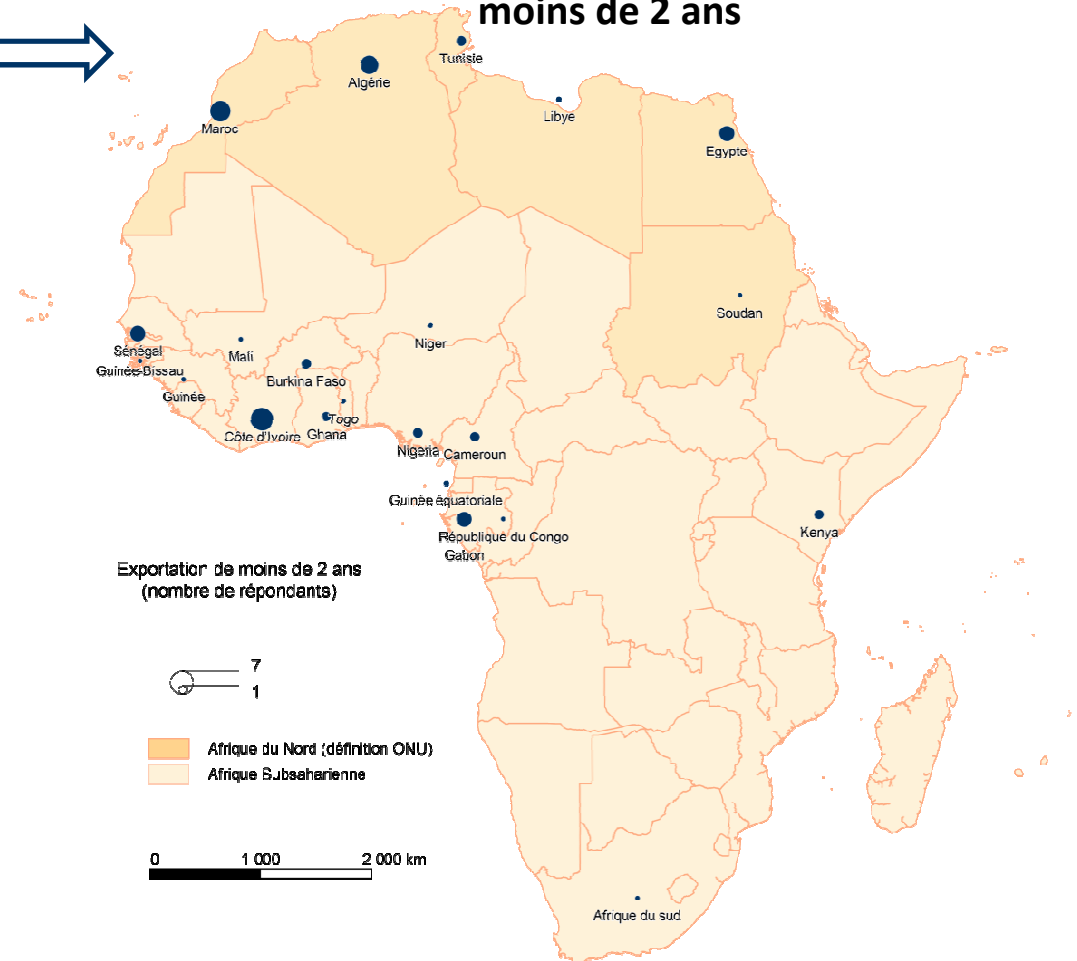 moins de 2 ans
Tunisie
Algérie
Maroc
Libye
Egypte
Soudan
Sénégal
Mali
Niger
Guinée-Bissau
Burkina Faso
Guinée
Togo
Côte d'Ivoire
Ghana
Nigeria
Cameroun
Guinée équatoriale
République du Congo
Gabon
Kenya
Exportation de moins de 2 ans
(nombre de répondants)
7
1
Afrique du Nord (définition ONU)
Afrique Subsaharienne
0 1 000 2 000 km
Afrique du sud